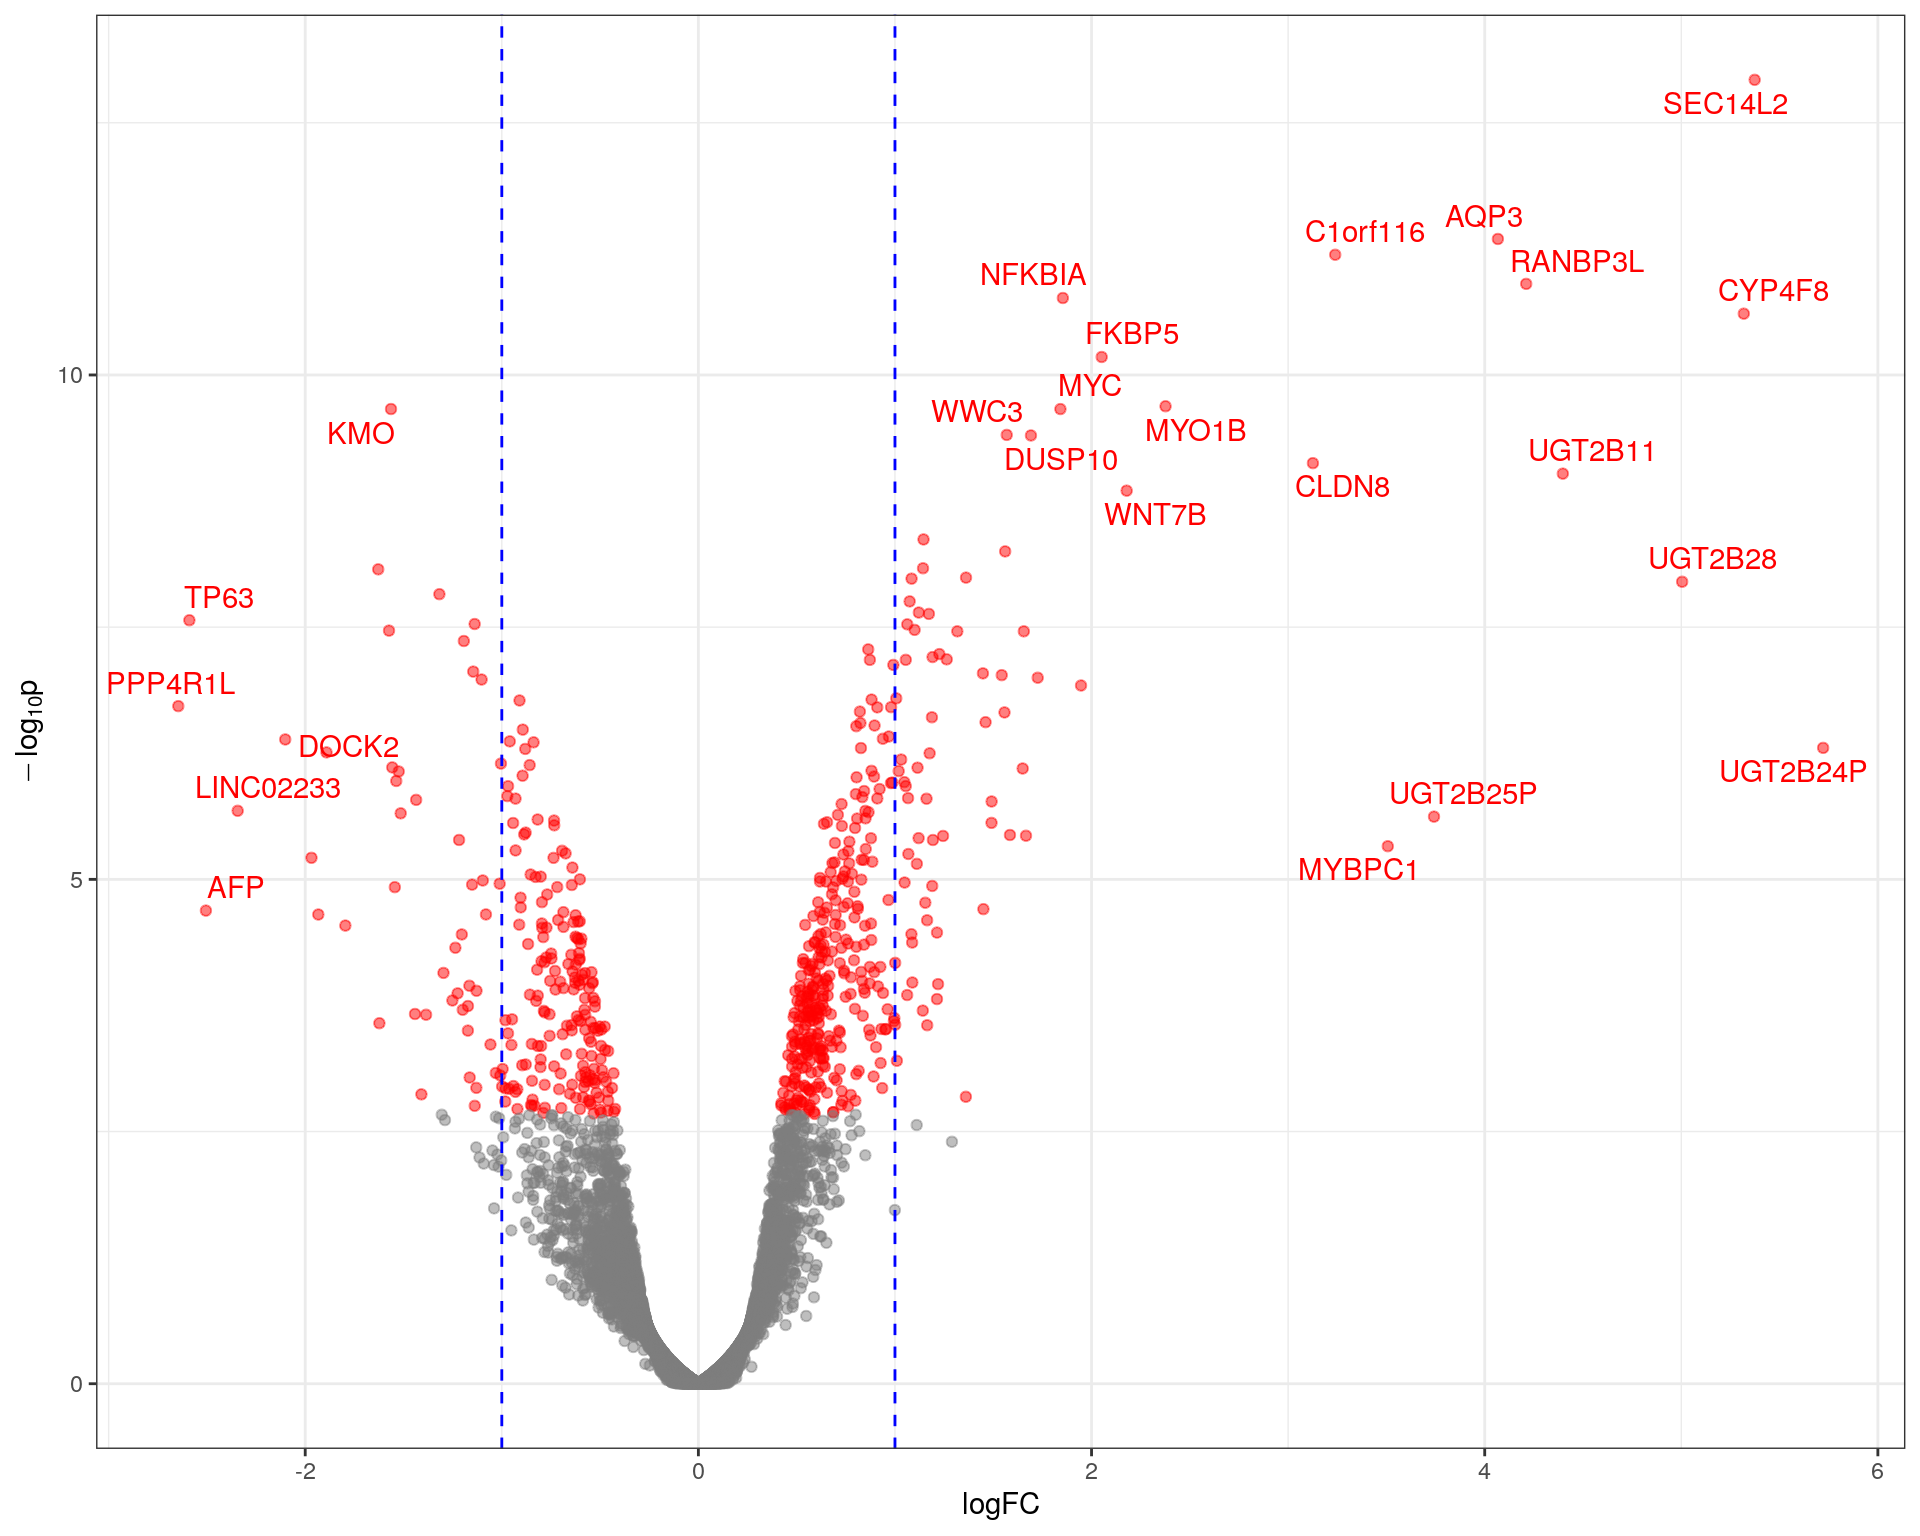 SEC14L2
AQP3
C1orf116
RANBP3L
NFKBIA
CYP4F8
FKBP5
10
MYC
WWC3
KMO
MYO1B
UGT2B11
DUSP10
CLDN8
WNT7B
UGT2B28
TP63
PPP4R1L
− log10p
DOCK2
UGT2B24P
LINC02233
UGT2B25P
MYBPC1
5
AFP
0
-2 0 2 4 6
logFC